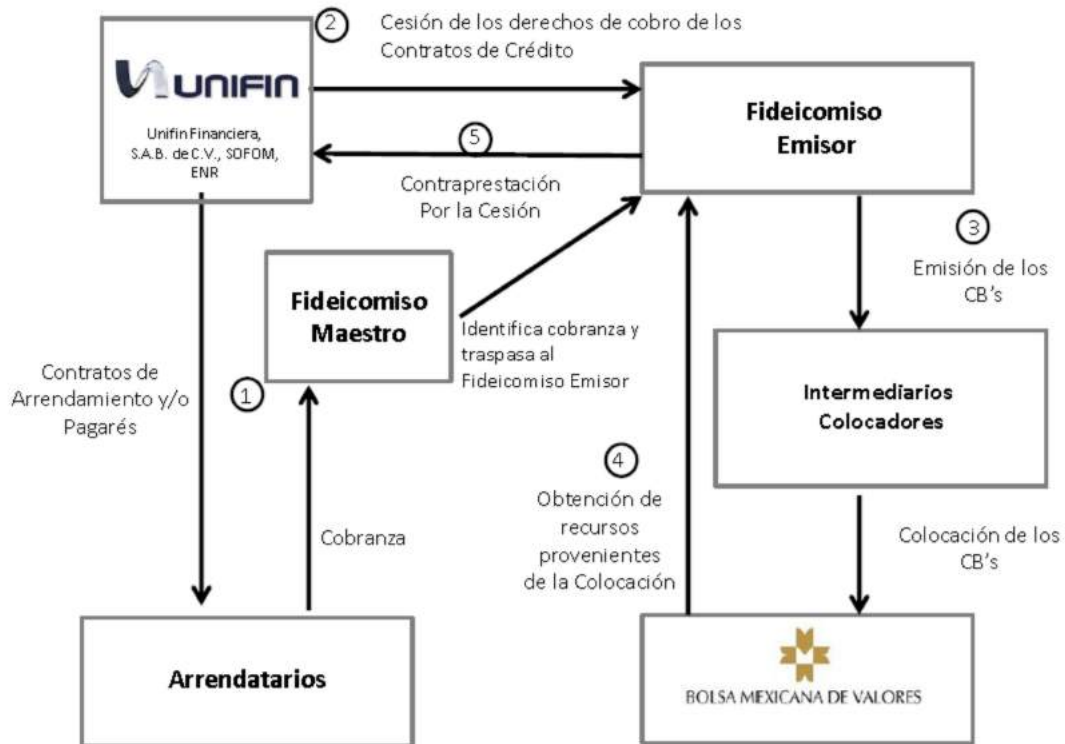 2
Cesión de los derechos de cobro de los
Contratos de Crédito
UNIFIN
Unifin Financiera,
S.A.B. de C.V., SOFOM,
ENR
Fideicomiso
Emisor
5
Contraprestación
Por la Cesión
3
Emisión de los
CB's
Fideicomiso
Maestro
Identifica cobranza y
traspasa al
Fideicomiso Emisor
Contratos de
Arrendamiento y/o
Pagarés
1
Intermediarios
Colocadores
4
Obtención de
recursos
provenientes
de la Colocación
Cobranza
Colocación de los
CB's
Arrendatarios
BOLSA MEXICANA DE VALORES